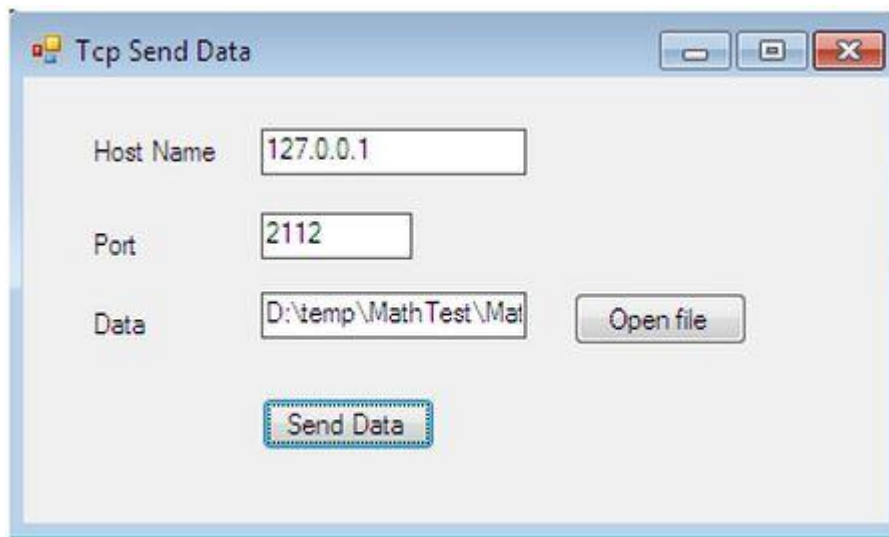 Tcp Send Data
Host Name 127.0.0.1
Port 2112
Data D:\temp\MathTest\Mat Open file
Send Data